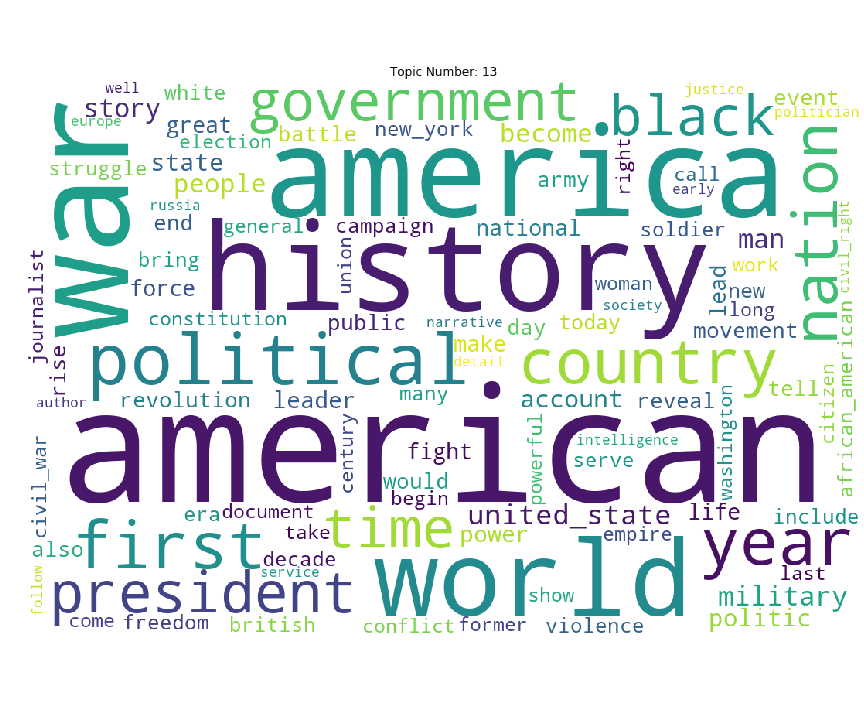 Topic Number: 13
well
white
justice
event
story
government
black
politician
europe
great
new_york
become
battle
election
america
war
struggle
state
people
army
right
call
early
nation
civil_right
russia
end
general
campaign
national
soldier
man
history
union
bring
journalist
force
woman
society
lead
work
new
long
constitution
public
narrative
day
today
movement
political
make
detail
country
rise
tell
author
revolution
leader
many
account
reveal
citizen
african_american
american
century
fight
powerful
intelligence
serve
washington
civil_war
would
begin
era
document
united_state
life
include
also
first
take
time
power
empire
year
decade
service
world
last
follow
president
show
military
come
freedom
british
conflict
former
violence
politic